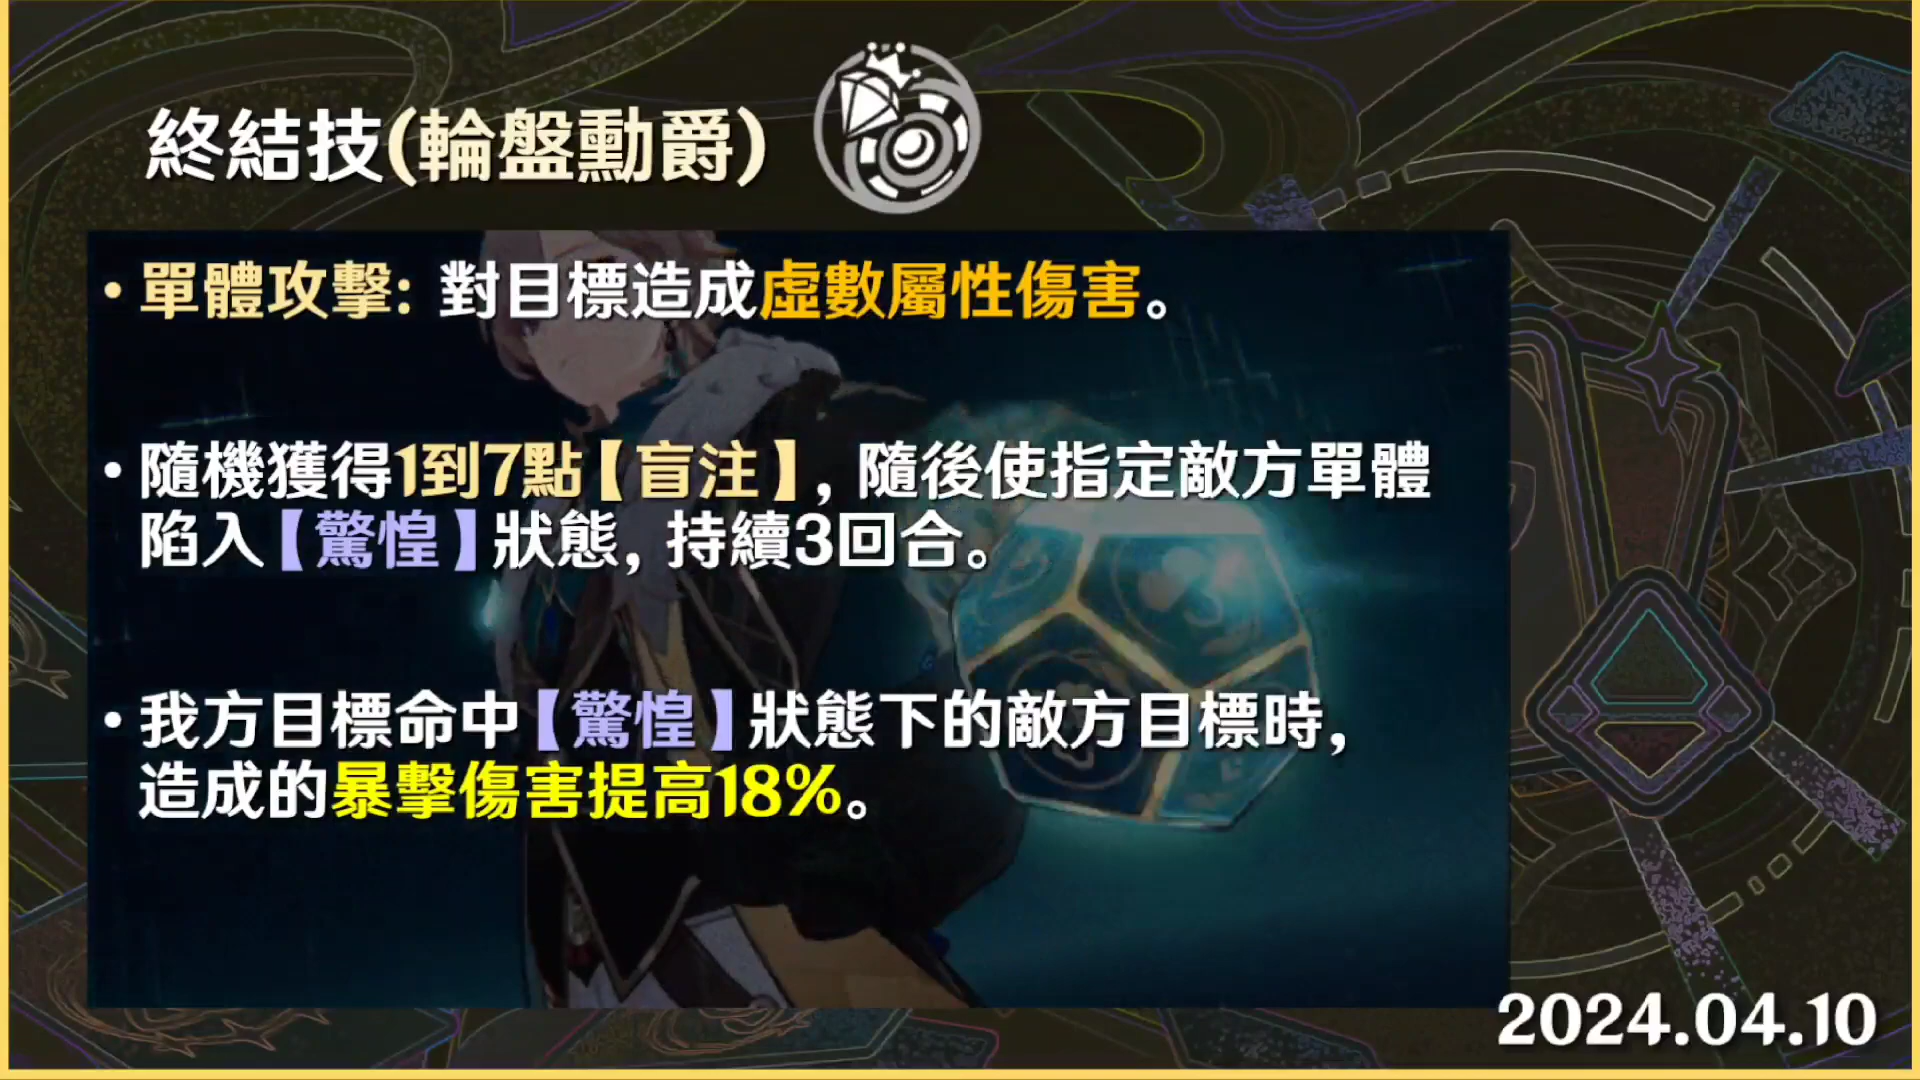 終結技(輪盤勳爵)
• 單體攻擊: 對目標造成虛數屬性傷害。
• 隨機獲得1到7點【盲注】, 隨後使指定敵方單體
陷入【驚惶】狀態, 持續3回合。
• 我方目標命中【驚惶】狀態下的敵方目標時,
造成的暴擊傷害提高18%。
2024.04.10